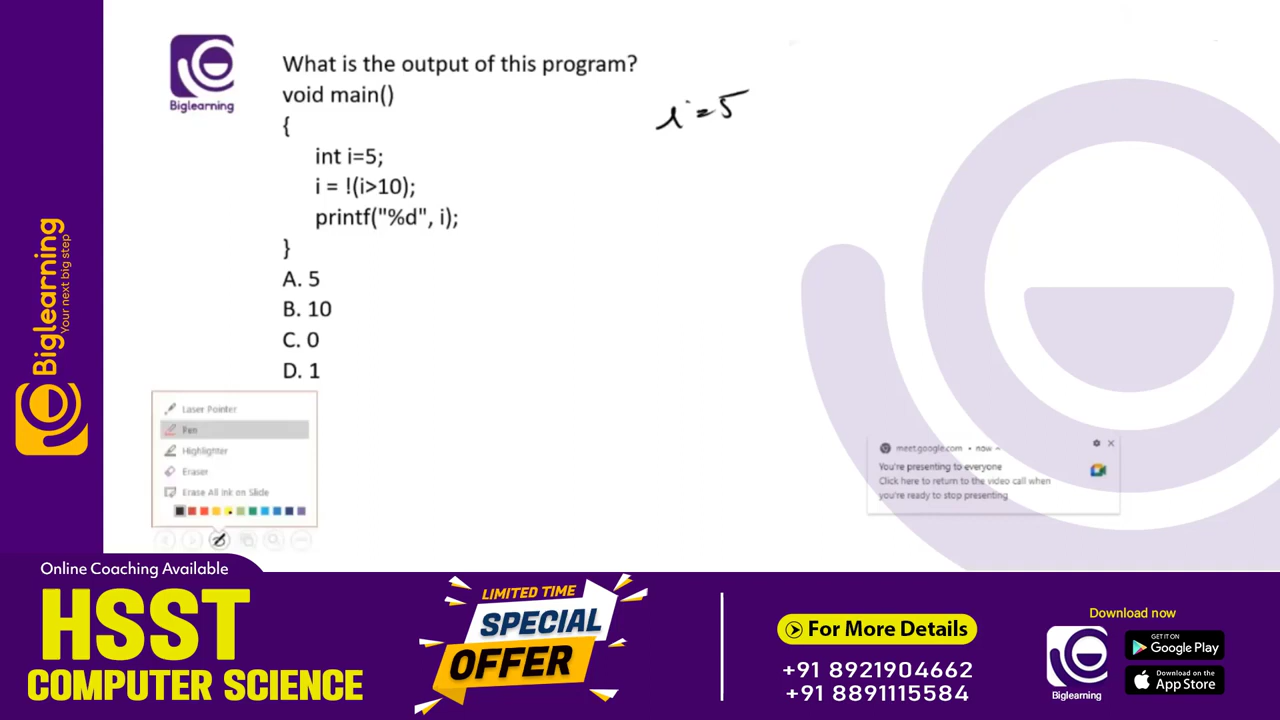 Biglearning
What is the output of this program?
void main()
{
int i=5;
i = !(i>10);
printf("%d", i);
}
A. 5
B. 10
C. 0
D. 1
i=5
Biglearning
Your next big step
Laser Pointer
Pen
Highlighter
Eraser
Erase All Ink on Slide
meet.google.com • now
You're presenting to everyone
Click here to return to the video call when
you're ready to stop presenting
Online Coaching Available
HSST
COMPUTER SCIENCE
LIMITED TIME
SPECIAL
OFFER
For More Details
+91 8921904662
+91 8891115584
Download now
Biglearning
GET IT ON
Google Play
Download on the
App Store